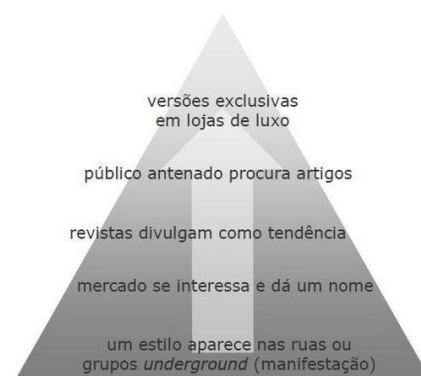 versões exclusivas
em lojas de luxo
público antenado procura artigos
revistas divulgam como tendência
mercado se interessa e dá um nome
um estilo aparece nas ruas ou
grupos underground (manifestação)